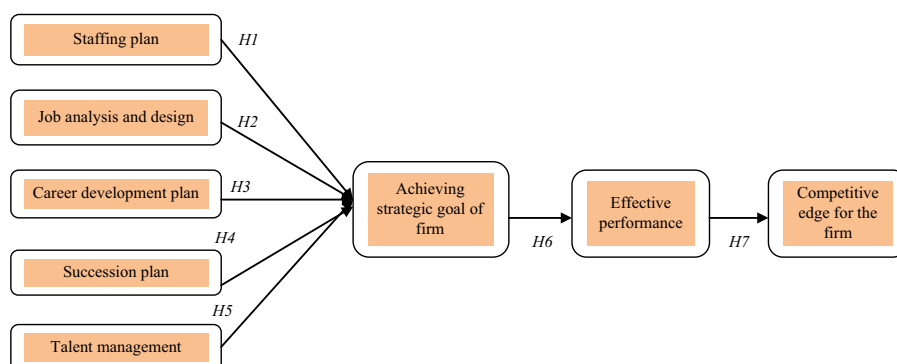 Staffing plan
H1
Job analysis and design
H2
Career development plan
H3
H4
Succession plan
H5
Talent management
Achieving
strategic goal of
firm
H6
Effective
performance
H7
Competitive
edge for the
firm